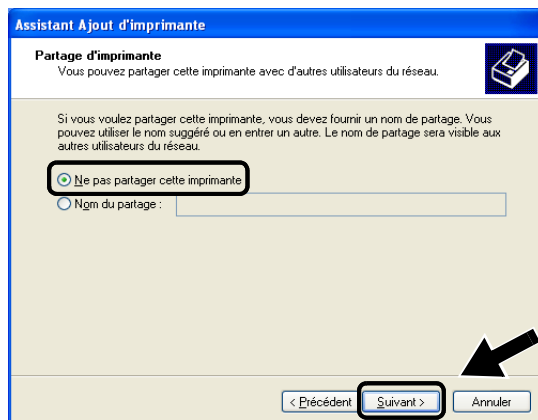 Assistant Ajout d'imprimante
Partage d'imprimante
Vous pouvez partager cette imprimante avec d'autres utilisateurs du réseau.
Si vous voulez partager cette imprimante, vous devez fournir un nom de partage. Vous
pouvez utiliser le nom suggéré ou en entrer un autre. Le nom de partage sera visible aux
autres utilisateurs du réseau.
Ne pas partager cette imprimante
Nom du partage :
< Précédent Suivant > Annuler